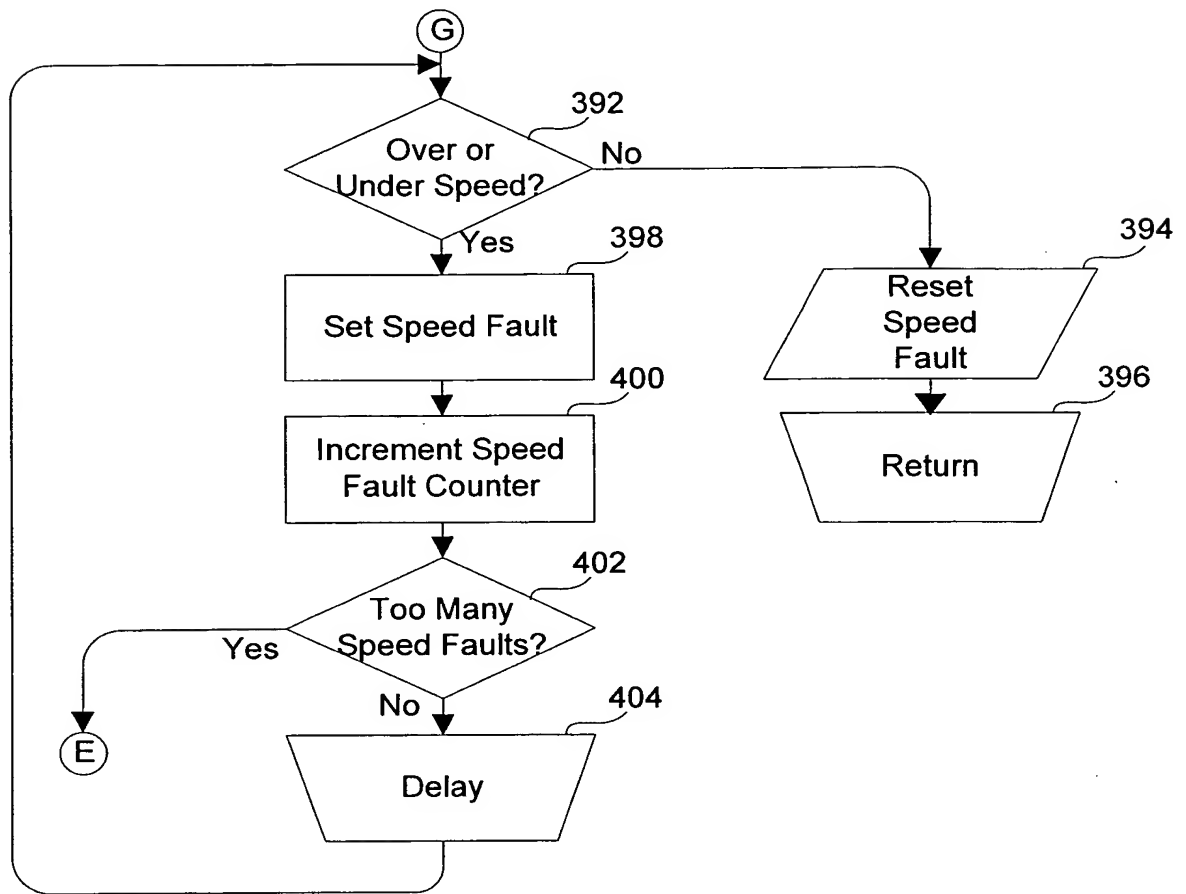 G
392
Over or
Under Speed?
No
Yes
398
394
Set Speed Fault
Reset
Speed
Fault
400
396
Increment Speed
Fault Counter
Return
402
Too Many
Speed Faults?
Yes
No
404
E
Delay